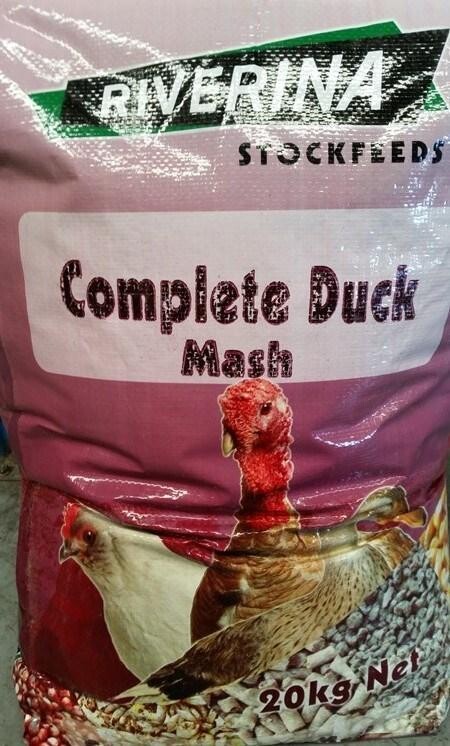 RIVERINA
STOCKFEEDS
Complete Duck
Mash
20kg Net